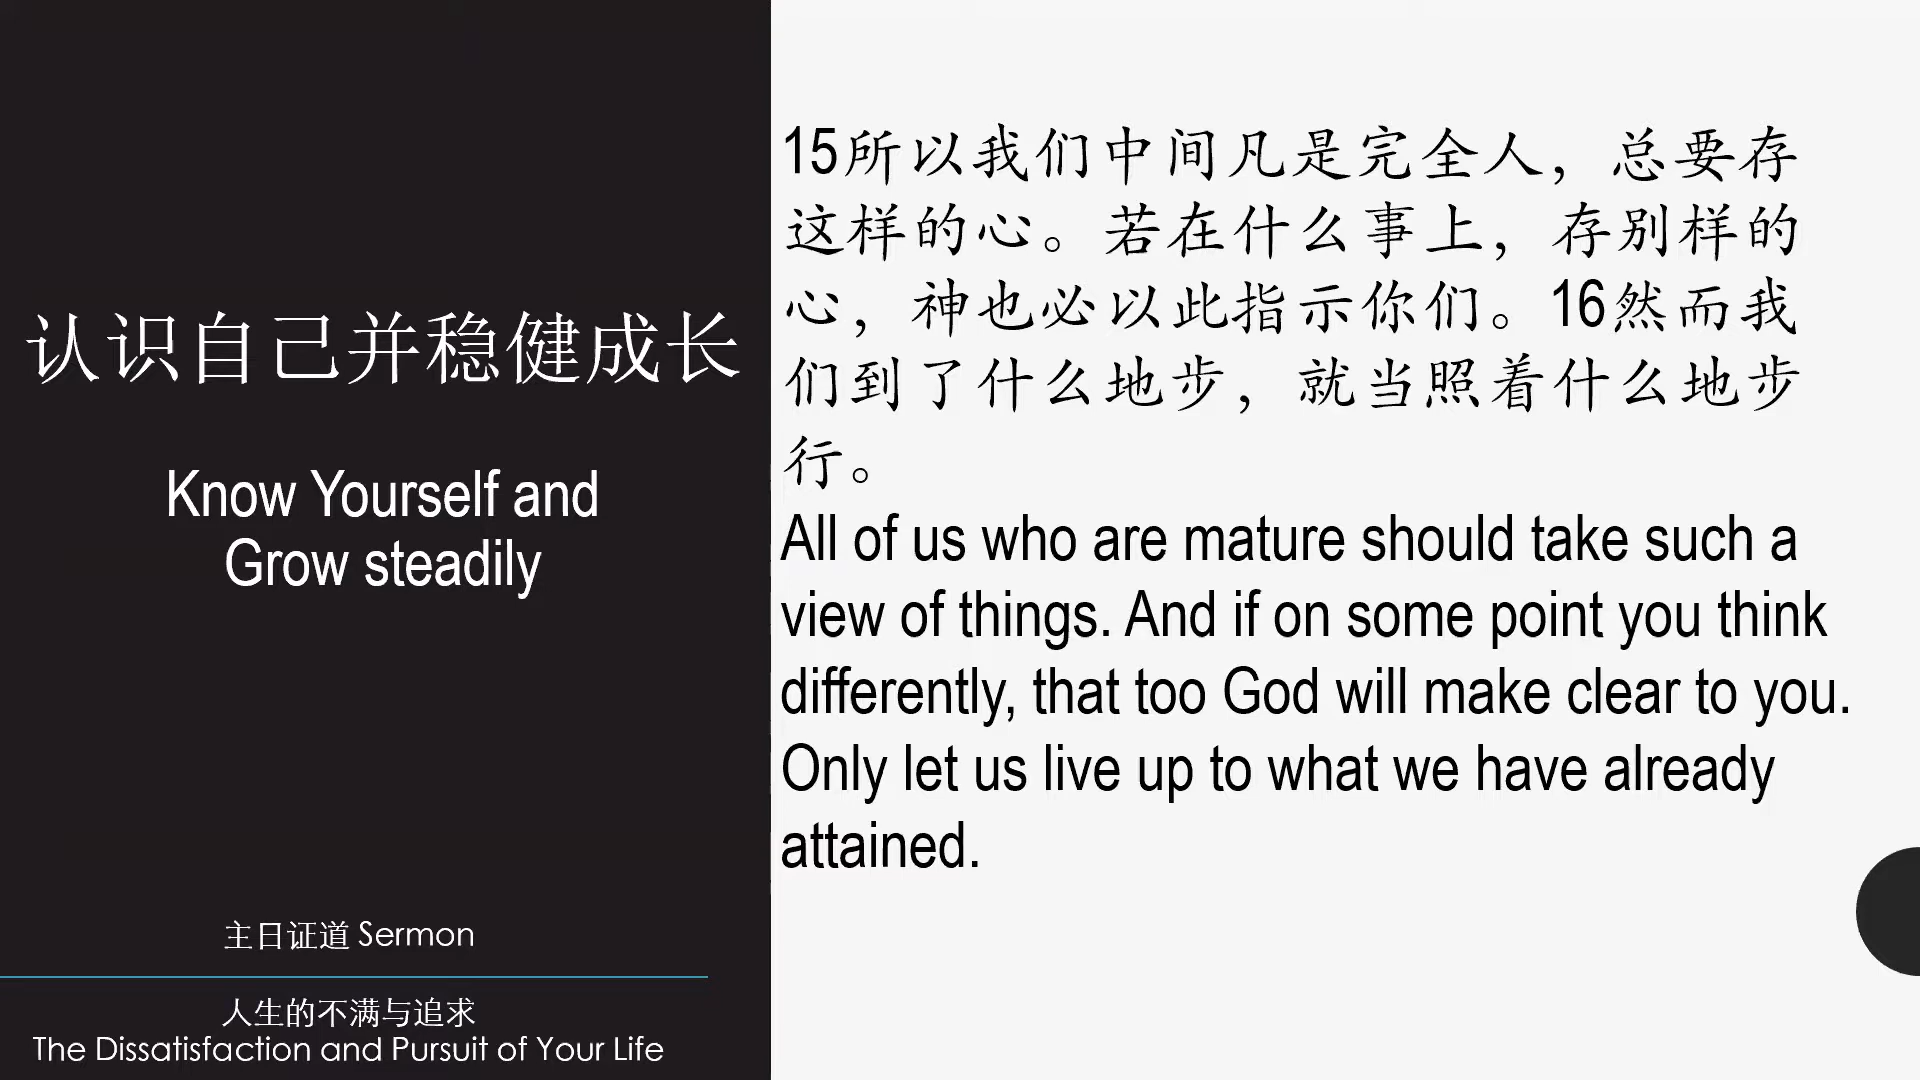 认识自己并稳健成长
Know Yourself and
Grow steadily
主日证道 Sermon
人生的不满与追求
The Dissatisfaction and Pursuit of Your Life
15所以我们中间凡是完全人，总要存
这样的心。若在什么事上，存别样的
心，神也必以此指示你们。16然而我
们到了什么地步，就当照着什么地步
行。
All of us who are mature should take such a
view of things. And if on some point you think
differently, that too God will make clear to you.
Only let us live up to what we have already
attained.